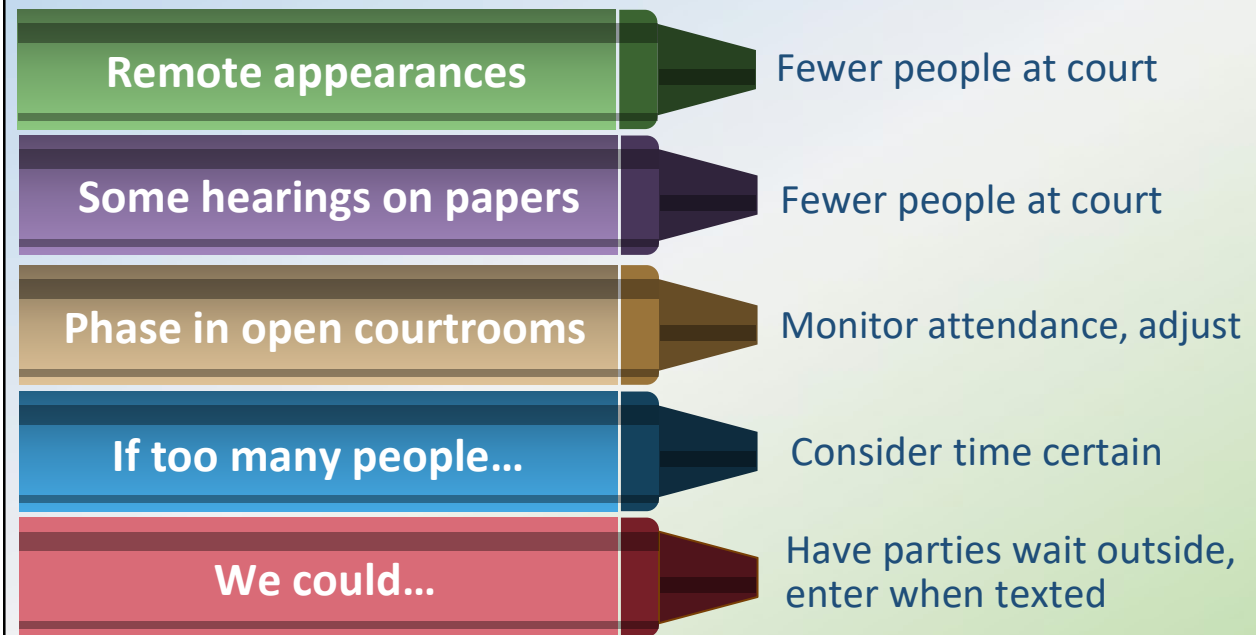 Remote appearances
Fewer people at court
Some hearings on papers
Fewer people at court
Phase in open courtrooms
Monitor attendance, adjust
If too many people…
Consider time certain
We could…
Have parties wait outside,
enter when texted